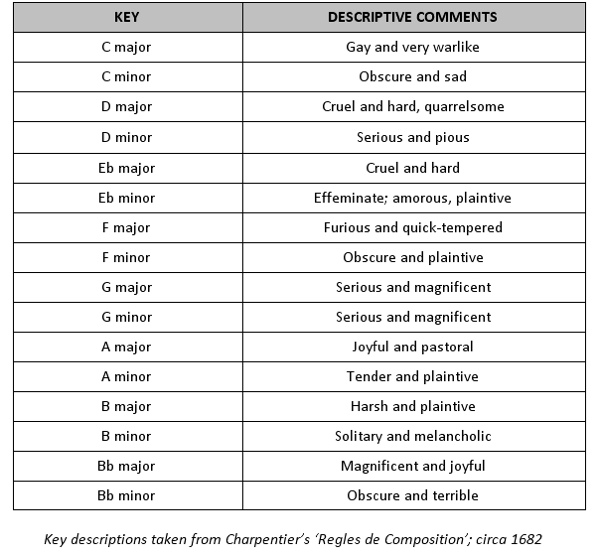 KEY DESCRIPTIVE COMMENTS
C major Gay and very warlike
C minor Obscure and sad
D major Cruel and hard, quarrelsome
D minor Serious and pious
Eb major Cruel and hard
Eb minor Effeminate; amorous, plaintive
F major Furious and quick-tempered
F minor Obscure and plaintive
G major Serious and magnificent
G minor Serious and magnificent
A major Joyful and pastoral
A minor Tender and plaintive
B major Harsh and plaintive
B minor Solitary and melancholic
Bb major Magnificent and joyful
Bb minor Obscure and terrible
Key descriptions taken from Charpentier’s ‘Regles de Composition’; circa 1682